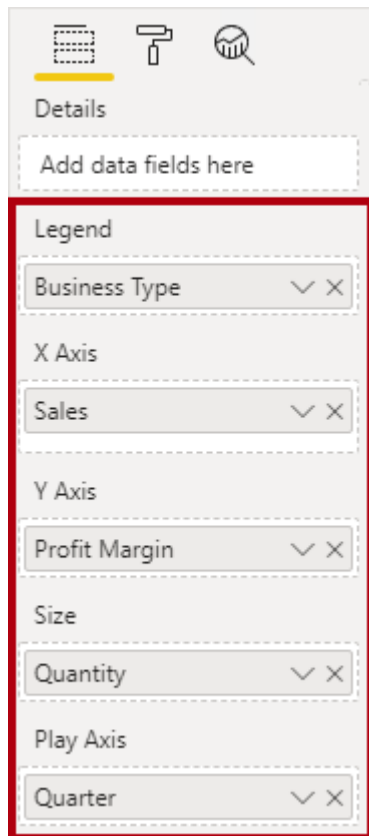 Details
Add data fields here
Legend
Business Type
X Axis
Sales
Y Axis
Profit Margin
Size
Quantity
Play Axis
Quarter